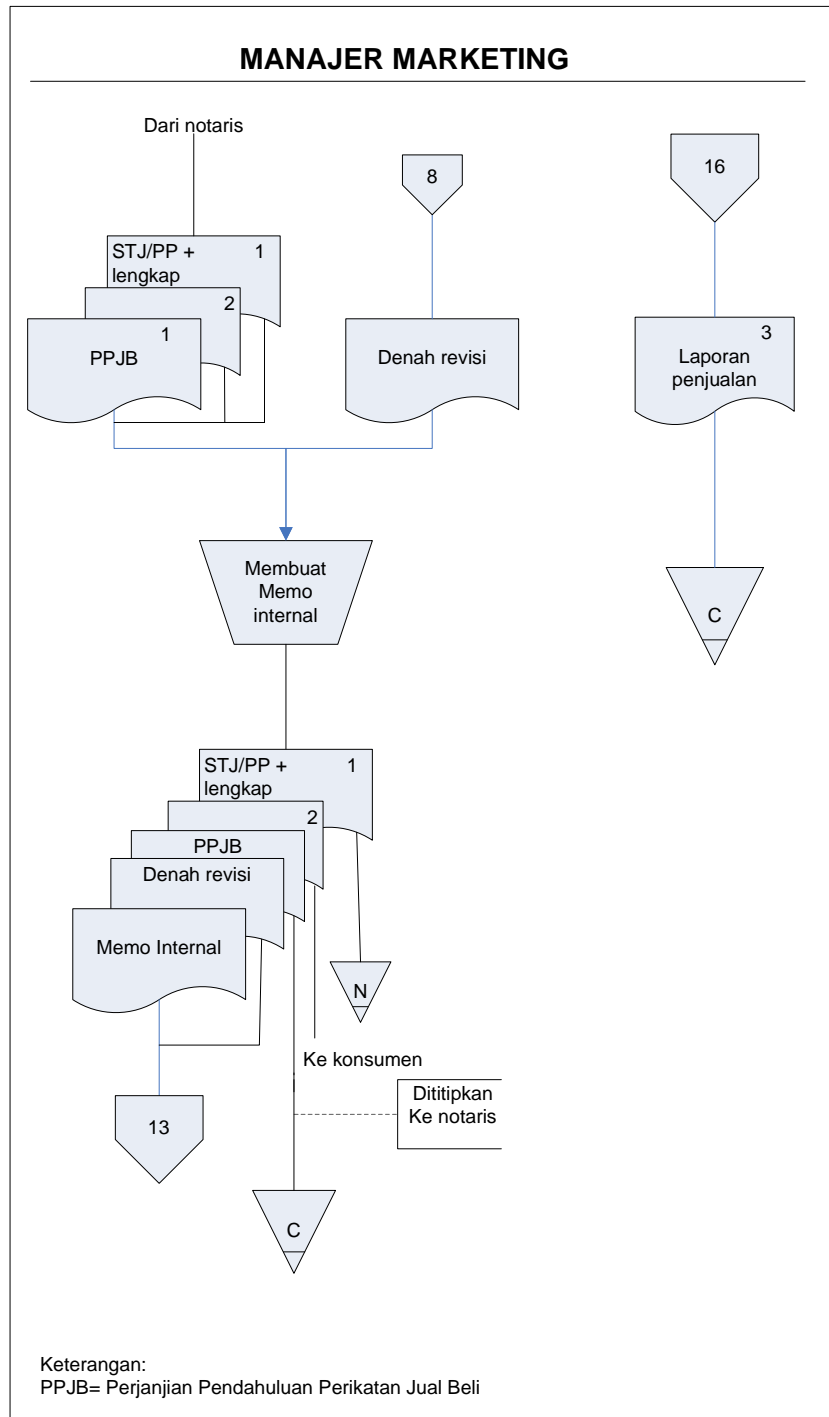 MANAJER MARKETING
Dari notaris
8
16
STJ/PP + 1
lengkap
2
1
PPJB
Denah revisi
3
Laporan
penjualan
Membuat
Memo
internal
C
STJ/PP + 1
lengkap
2
PPJB
Denah revisi
Memo Internal
N
Ke konsumen
Dititipkan
Ke notaris
13
C
Keterangan:
PPJB= Perjanjian Pendahuluan Perikatan Jual Beli